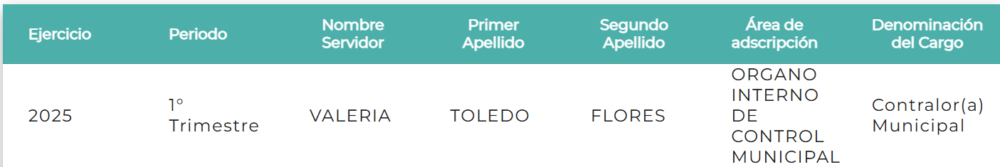 Ejercicio
Periodo
Nombre
Servidor
Primer
Apellido
Segundo
Apellido
Área de
adscripción
Denominación
del Cargo
2025
1°
Trimestre
VALERIA
TOLEDO
FLORES
ORGANO
INTERNO
DE
CONTROL
MUNICIPAL
Contralor(a)
Municipal